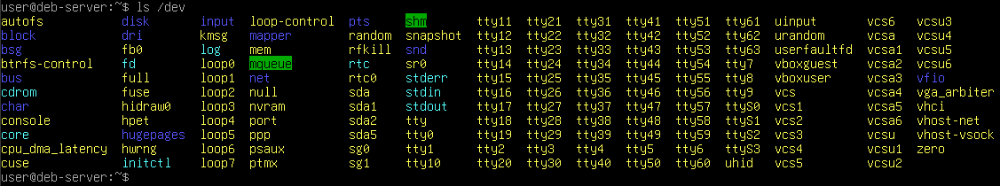 user@deb-server:~$ ls /dev
autofs disk input loop-control pts shm tty11 tty21 tty31 tty41 tty51 tty61 uinput vcs6 vcsu3
block dri kmsg mapper random snapshot tty12 tty22 tty32 tty42 tty52 tty62 urandom vcsa vcsu4
bsg fb0 log mem rfkill snd tty13 tty23 tty33 tty43 tty53 tty63 userfaultfd vcsa1 vcsu5
btrfs-control fd loop0 mqueue rtc sr0 tty14 tty24 tty34 tty44 tty54 tty7 vboxguest vcsa2 vcsu6
bus full loop1 net rtc0 stderr tty15 tty25 tty35 tty45 tty55 tty8 vboxuser vcsa3 vfio
cdrom fuse loop2 null sda stdin tty16 tty26 tty36 tty46 tty56 tty9 vcs vcsa4 vga_arbiter
char hidraw0 loop3 nvram sda1 stdout tty17 tty27 tty37 tty47 tty57 ttyS0 vcs1 vcsa5 vhci
console hpet loop4 port sda2 tty tty18 tty28 tty38 tty48 tty58 ttyS1 vcs2 vcsa6 vhost-net
core hugepages loop5 ppp sda5 tty0 tty19 tty29 tty39 tty49 tty59 ttyS2 vcs3 vcsu vhost-vsock
cpu_dma_latency hwrng loop6 psaux sg0 tty1 tty2 tty3 tty4 tty5 tty6 ttyS3 vcs4 vcsu1 zero
cuse initctl loop7 ptmx sg1 tty10 tty20 tty30 tty40 tty50 tty60 uhid vcs5 vcsu2
user@deb-server:~$